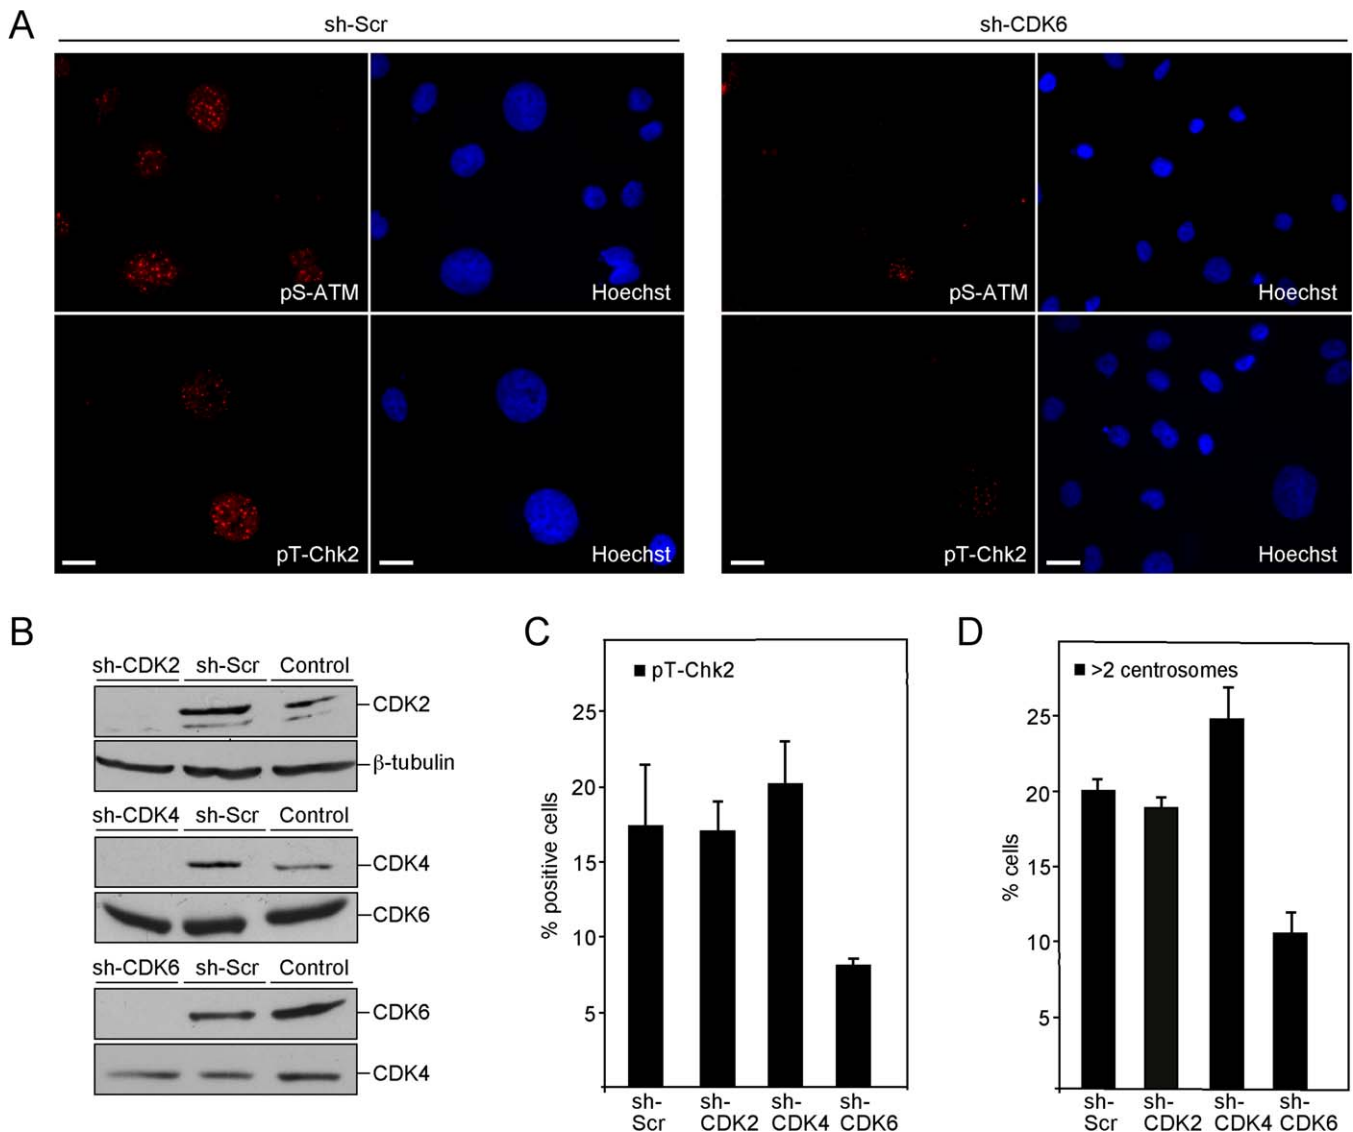 A
sh-Scr
sh-CDK6
pS-ATM
Hoechst
pS-ATM
Hoechst
pT-Chk2
Hoechst
pT-Chk2
Hoechst
B
sh-CDK2 sh-Scr Control
CDK2
β-tubulin
sh-CDK4 sh-Scr Control
CDK4
CDK6
sh-CDK6 sh-Scr Control
CDK6
CDK4
C
pT-Chk2
% positive cells
25
20
15
10
5
sh-Scr
sh-CDK2
sh-CDK4
sh-CDK6
D
>2 centrosomes
% cells
25
20
15
10
5
sh-Scr
sh-CDK2
sh-CDK4
sh-CDK6